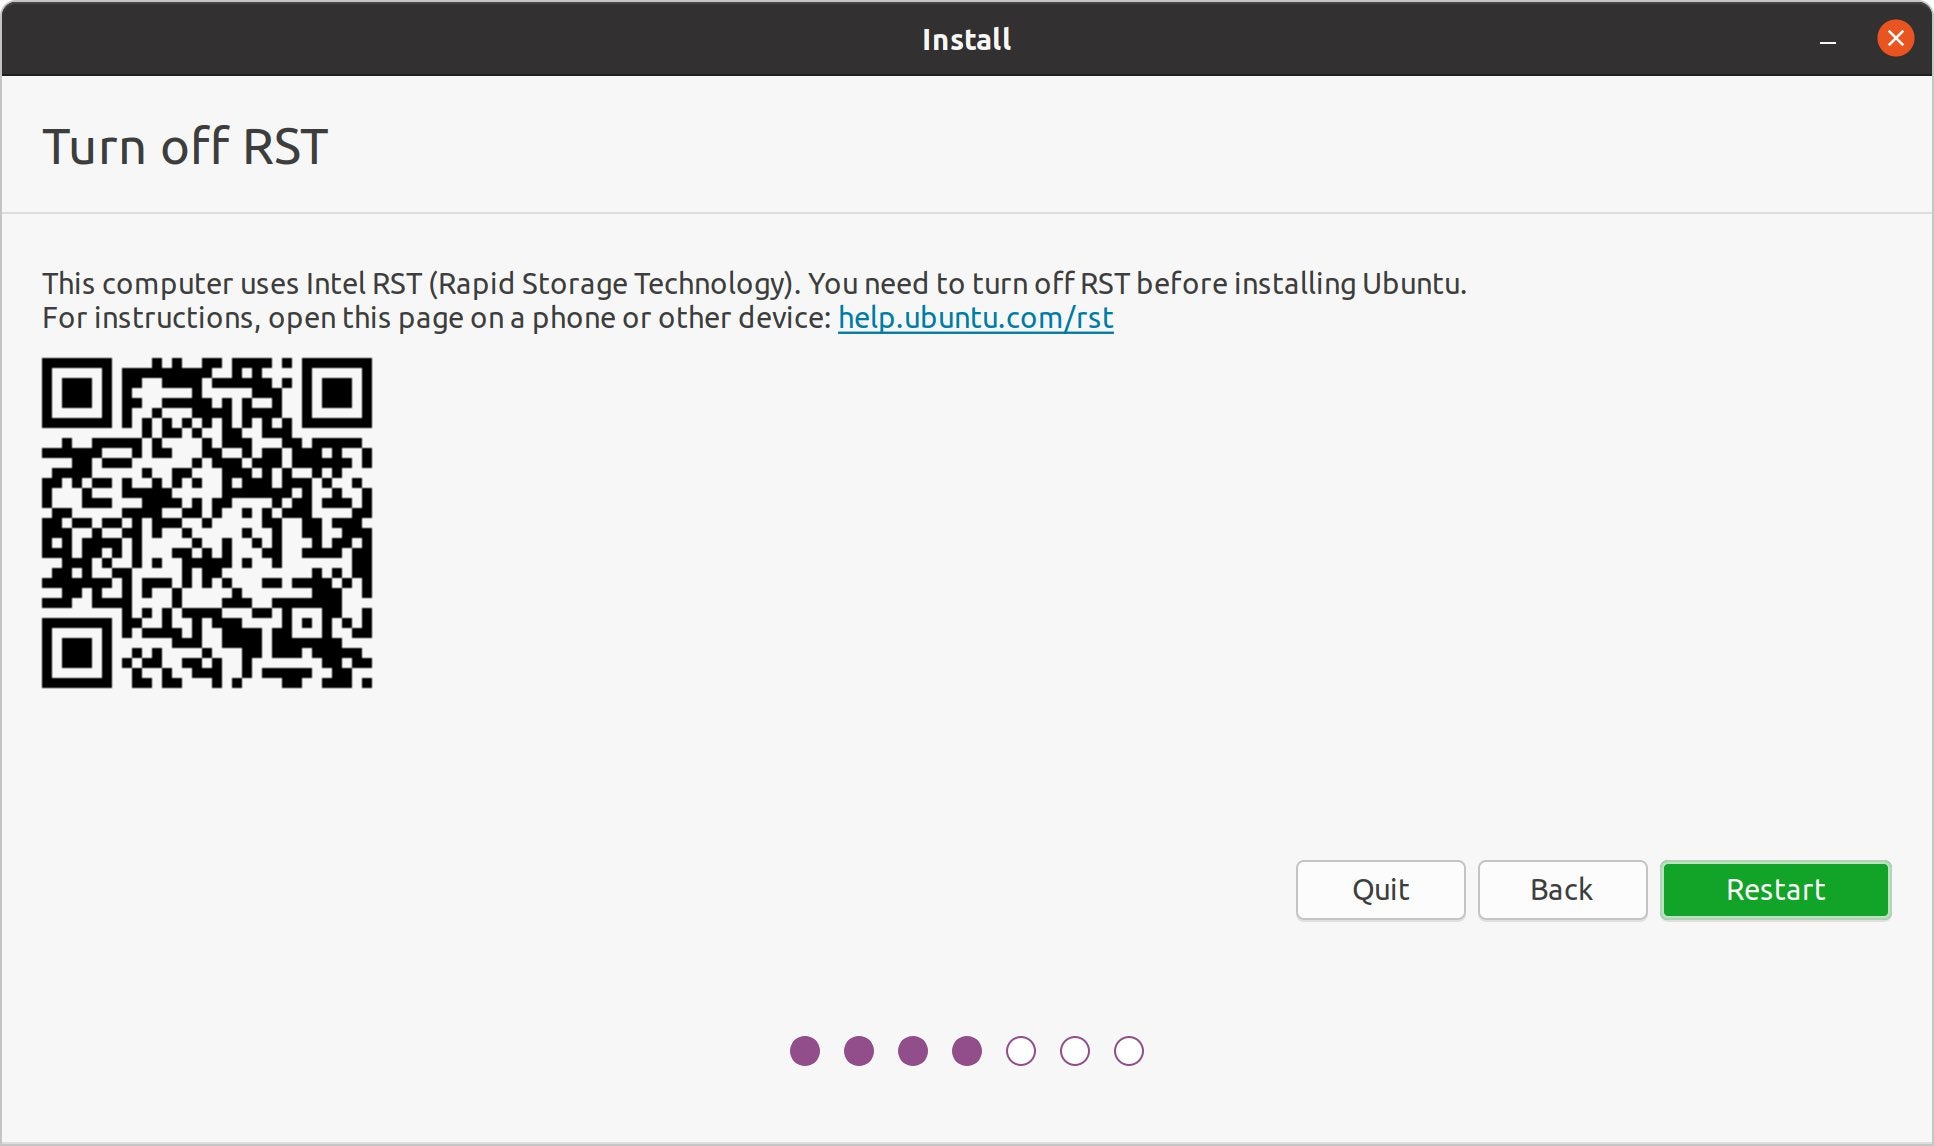 Install
Turn off RST
This computer uses Intel RST (Rapid Storage Technology). You need to turn off RST before installing Ubuntu.
For instructions, open this page on a phone or other device: help.ubuntu.com/rst
Quit
Back
Restart